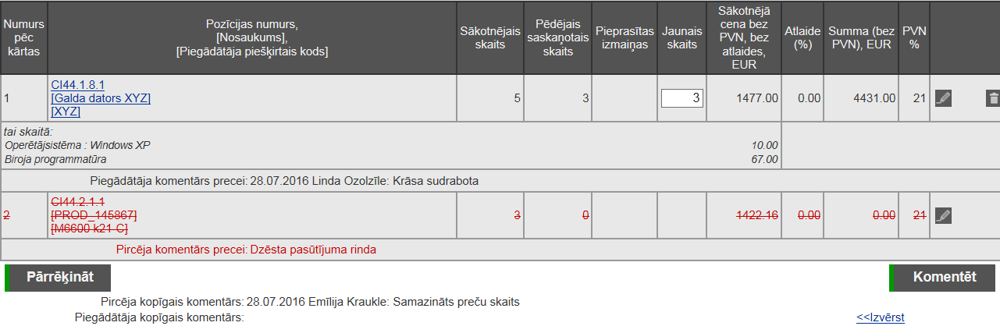 Numurs pēc kārtas
Pozīcijas numurs, [Nosaukums], [Piegādātāja piešķirtais kods]
Sākotnējais skaits
Pēdējais saskaņotais skaits
Pieprasītas izmaiņas
Jaunais skaits
Sākotnējā cena bez PVN, bez atlaides, EUR
Atlaide (%)
Summa (bez PVN), EUR
PVN %
1
CI44.1.8.1
[Galda dators XYZ]
[XYZ]
5 3 3 1477.00 0.00 4431.00 21
tai skaitā:
Operētājsistēma : Windows XP 10.00
Biroja programmatūra 67.00
Piegādātāja komentārs precei: 28.07.2016 Linda Ozolzīle: Krāsa sudrabota
2
CI44.2.1.1
[PROD_145867]
[M6600 k21 C]
3 0 1422.16 0.00 0.00 21
Pircēja komentārs precei: Dzēsta pasūtījuma rinda
Pārrēķināt
Komentēt
Pircēja kopīgais komentārs: 28.07.2016 Emīlija Kraukle: Samazināts preču skaits
Piegādātāja kopīgais komentārs:
<<Izvērst